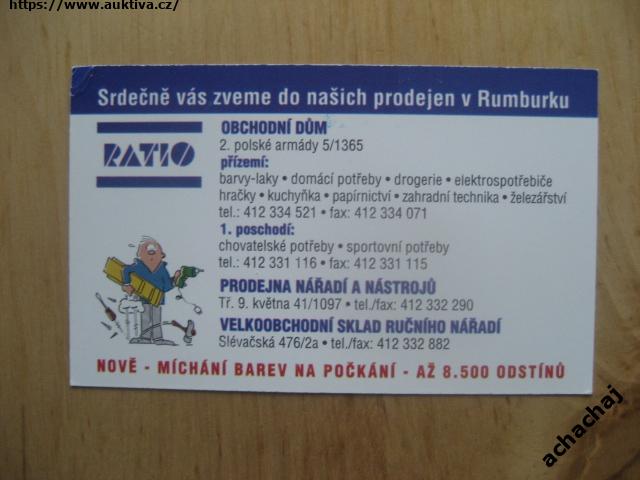 https://www.auktiva.cz/
Srdečně vás zveme do našich prodejen v Rumburku
RATIO
OBCHODNÍ DŮM
2. polské armády 5/1365
přízemí:
barvy-laky • domácí potřeby • drogerie • elektrospotřebiče
hračky • kuchyňka • papírnictví • zahradní technika • železářství
tel.: 412 334 521 • fax: 412 334 071
1. poschodí:
chovatelské potřeby • sportovní potřeby
tel.: 412 331 116 • fax: 412 331 115
PRODEJNA NÁŘADÍ A NÁSTROJŮ
Tř. 9. května 41/1097 • tel./fax: 412 332 290
VELKOOBCHODNÍ SKLAD RUČNÍHO NÁŘADÍ
Slévačská 476/2a • tel./fax: 412 332 882
NOVĚ - MÍCHÁNÍ BAREV NA POČKÁNÍ - AŽ 8.500 ODSTÍNŮ
achachaj